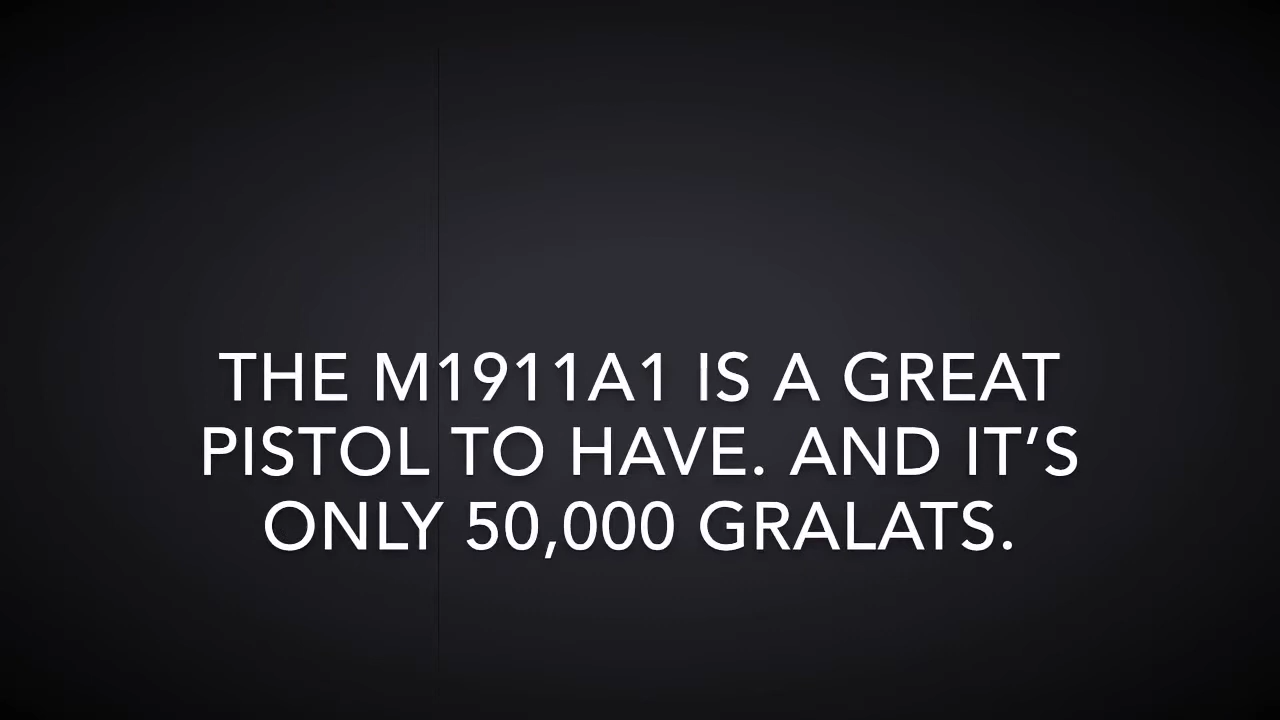 THE M1911A1 IS A GREAT
PISTOL TO HAVE. AND IT’S
ONLY 50,000 GRALATS.